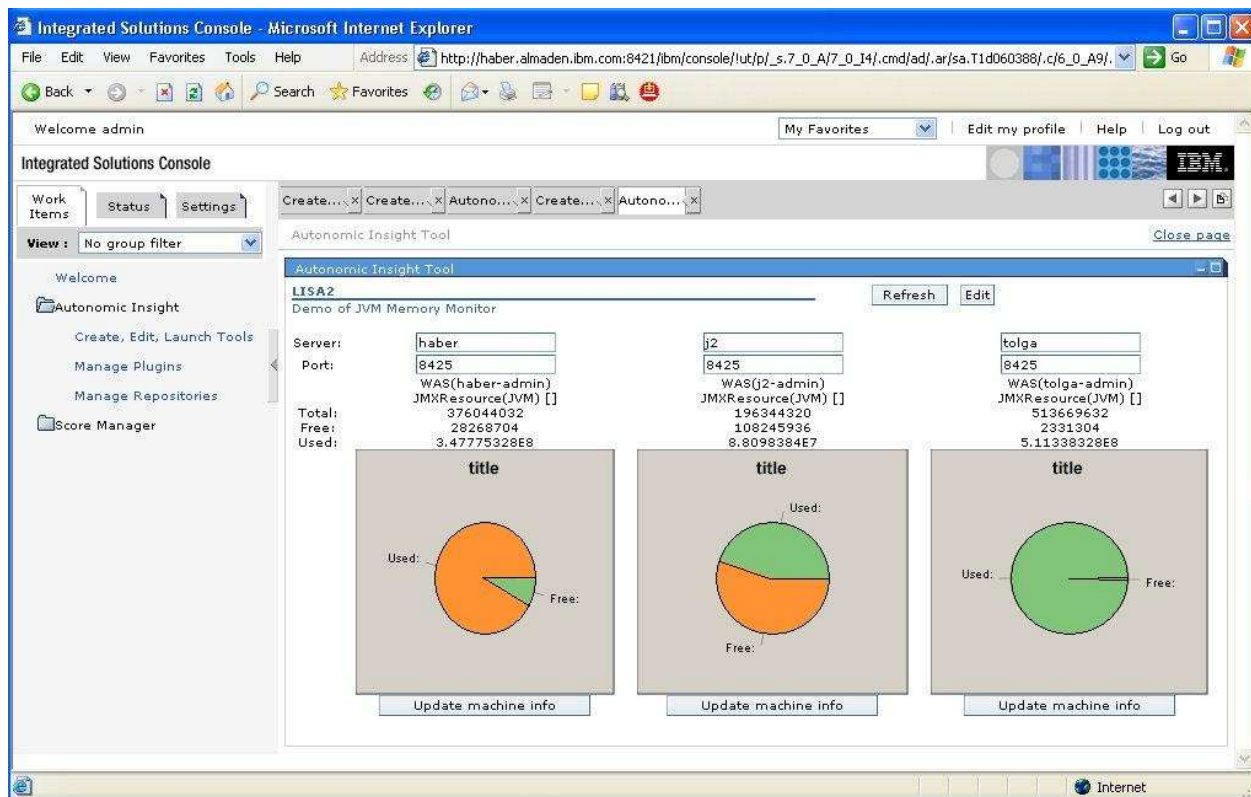 Integrated Solutions Console - Microsoft Internet Explorer
File Edit View Favorites Tools Help Address http://haber.almaden.ibm.com:8421/ibm/console/!ut/p/_s.7_0_A/7_0_I4/.cmd/ad/.ar/sa.T1d060388/.c/6_0_A9/. Go
Back Search Favorites
Welcome admin My Favorites Edit my profile Help Log out
Integrated Solutions Console IBM.
Work Items Status Settings
Create... Create... Autono... Create... Autono...
View : No group filter
Autonomic Insight Tool Close page
Welcome
Autonomic Insight
Create, Edit, Launch Tools
Manage Plugins
Manage Repositories
Score Manager
Autonomic Insight Tool
LISA2 Refresh Edit
Demo of JVM Memory Monitor
Server: haber j2 tolga
Port: 8425 8425 8425
WAS(haber-admin) WAS(j2-admin) WAS(tolga-admin)
JMXResource(JVM) [] JMXResource(JVM) [] JMXResource(JVM) []
Total: 376044032 196344320 513669632
Free: 28268704 108245936 2331304
Used: 3.47775328E8 8.8098384E7 5.11338328E8
title title title
Used: Free:
Used: Free:
Used: Free:
Update machine info Update machine info Update machine info
Internet